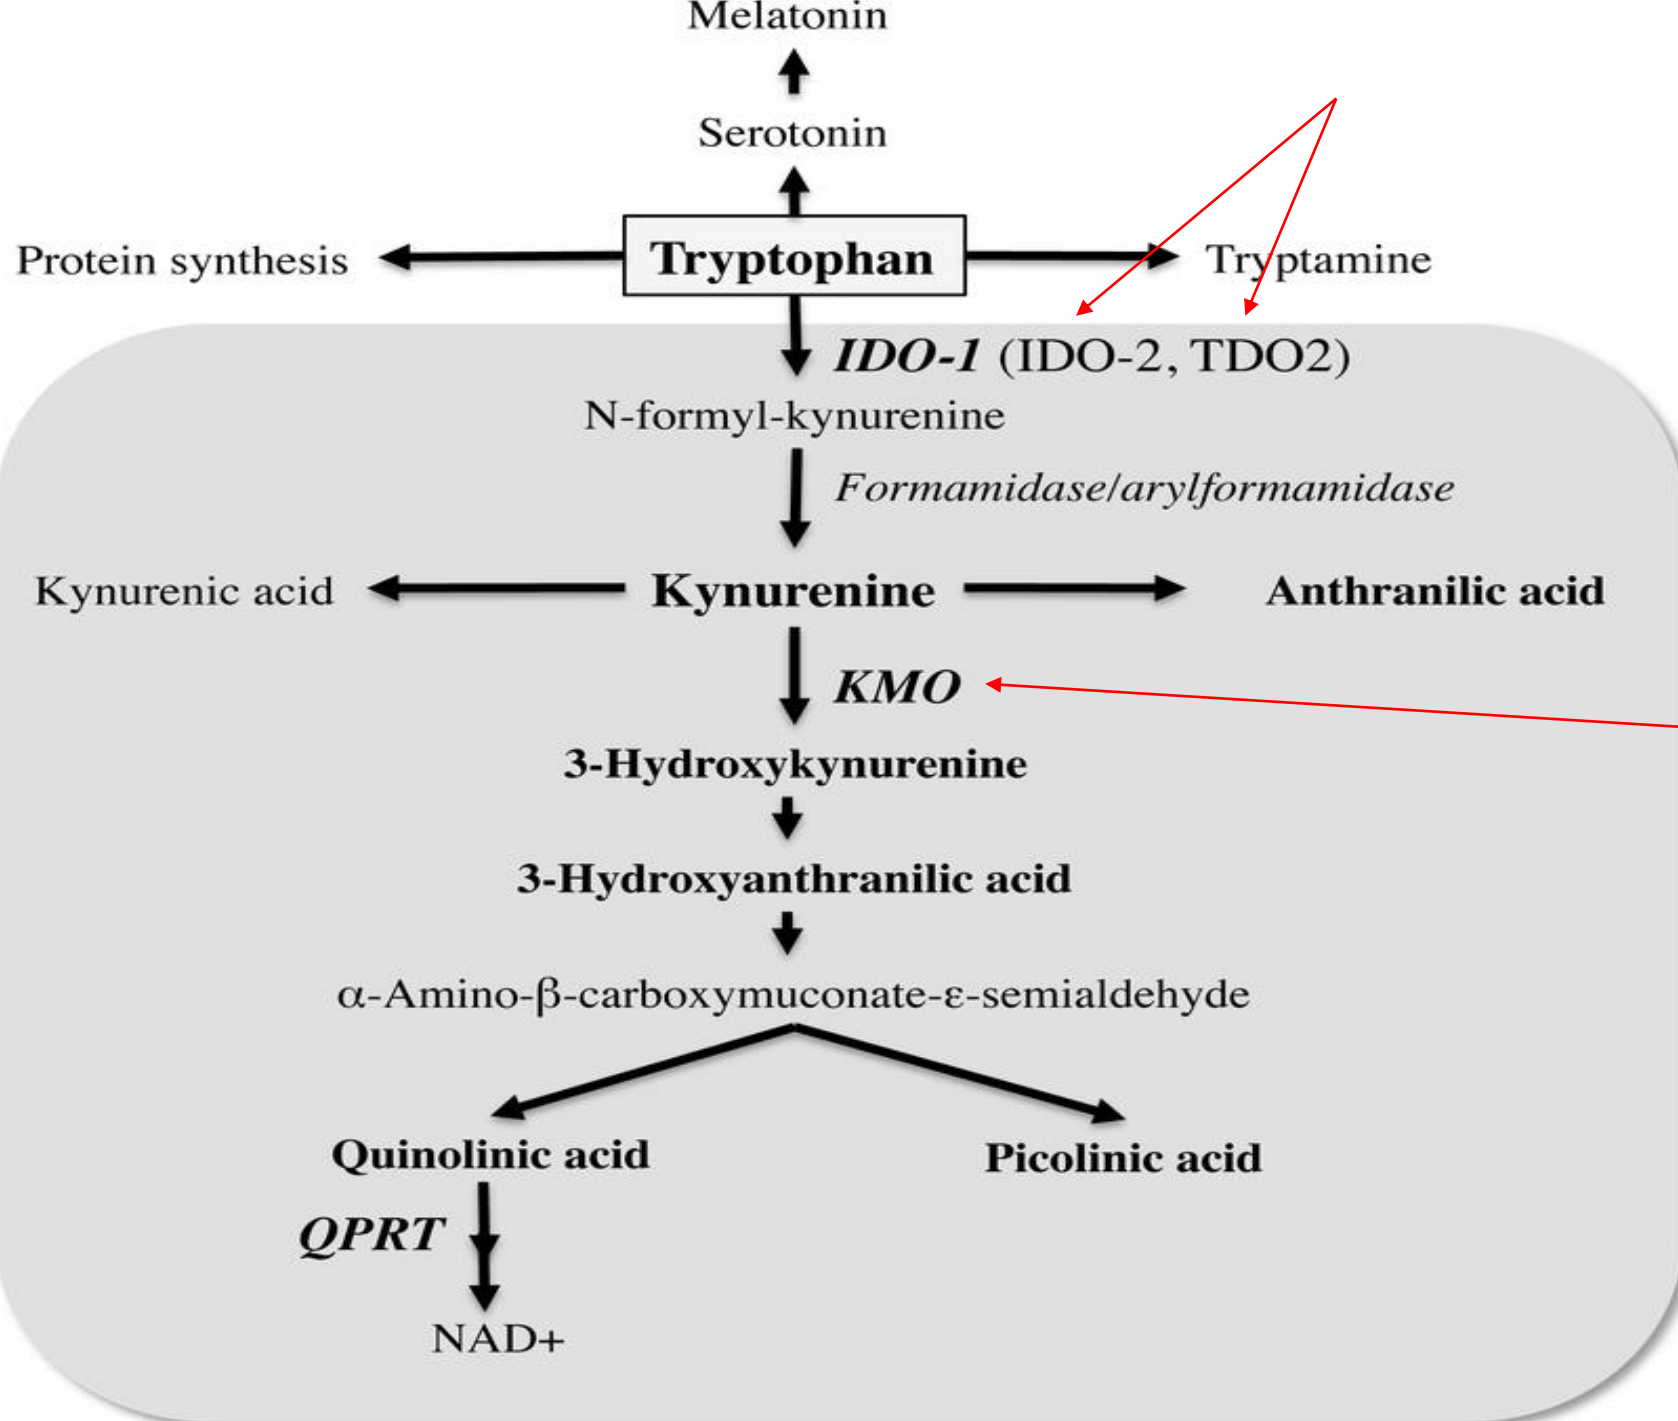 Melatonin
Serotonin
Protein synthesis
Tryptophan
Tryptamine
IDO-1 (IDO-2, TDO2)
N-formyl-kynurenine
Formamidase/arylformamidase
Kynurenic acid
Kynurenine
Anthranilic acid
KMO
3-Hydroxykynurenine
3-Hydroxyanthranilic acid
α-Amino-β-carboxymuconate-ε-semialdehyde
Quinolinic acid
Picolinic acid
QPRT
NAD+